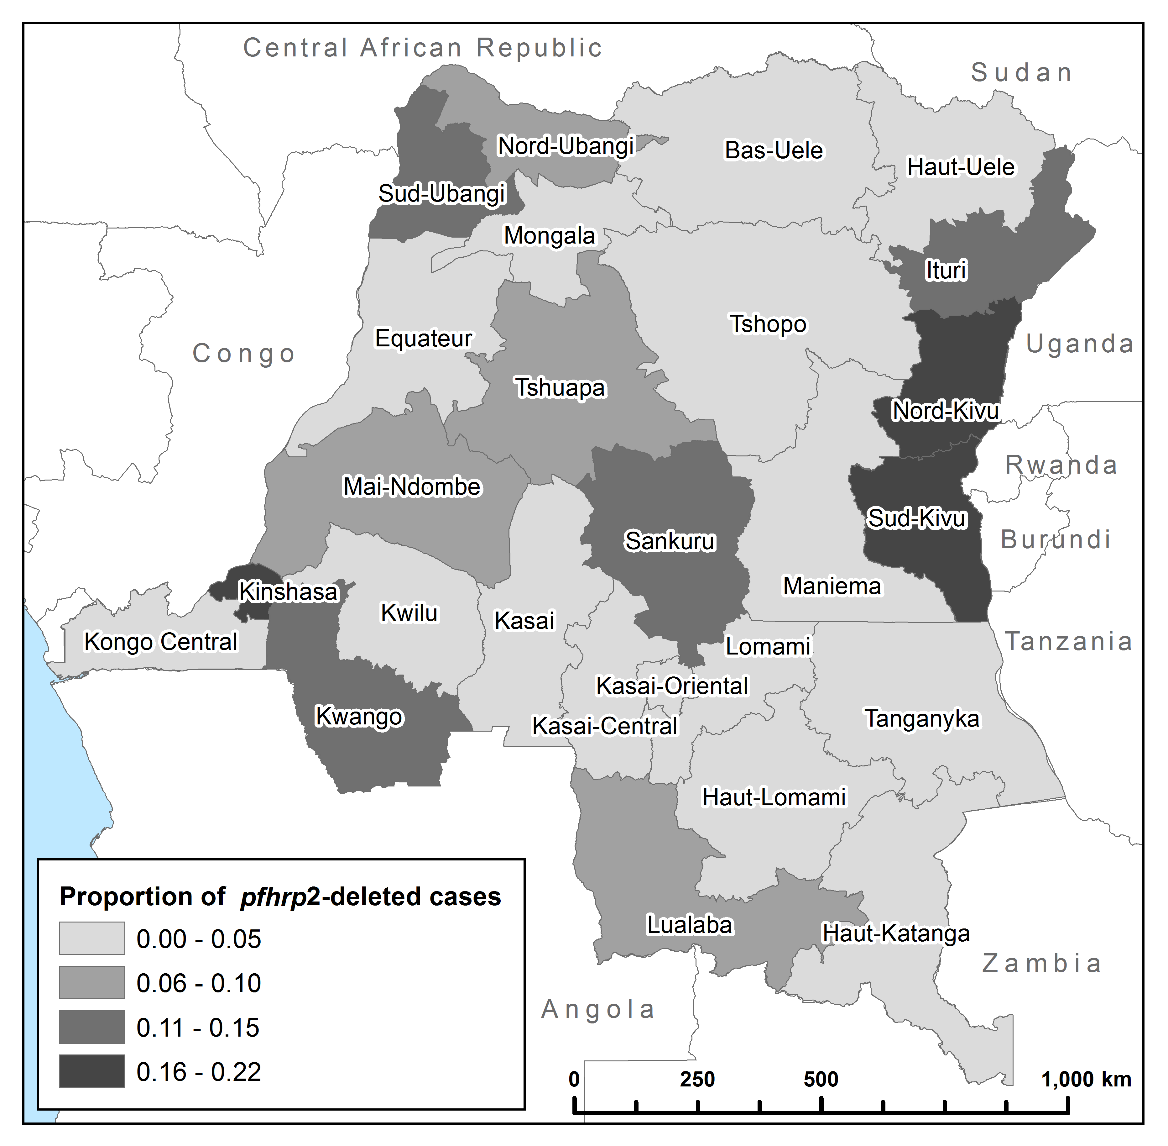 Central African Republic
Sudan
Nord-Ubangi
Bas-Uele
Haut-Uele
Sud-Ubangi
Mongala
Ituri
Tshopo
Equateur
Congo
Uganda
Tshuapa
Nord-Kivu
Rwanda
Mai-Ndombe
Sud-Kivu
Sankuru
Burundi
Maniema
Kinshasa
Kwilu
Kasai
Kongo Central
Lomami
Tanzania
Kasai-Oriental
Kwango
Kasai-Central
Tanganyika
Haut-Lomami
Lualaba
Haut-Katanga
Zambia
Angola
Proportion of pfhrp2-deleted cases
0.00 - 0.05
0.06 - 0.10
0.11 - 0.15
0.16 - 0.22
0 250 500 1,000 km